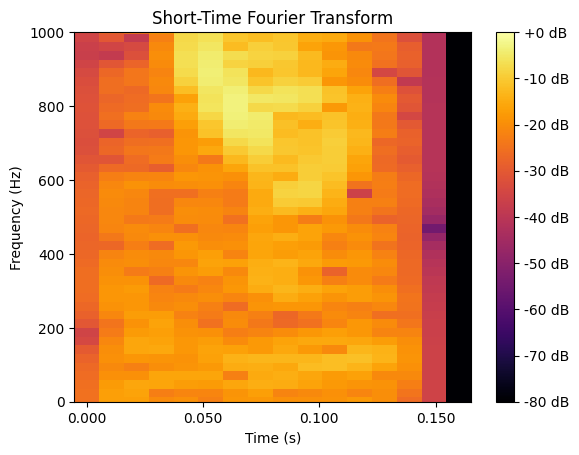 Short-Time Fourier Transform
1000
800
600
400
200
0
Frequency (Hz)
0.000
0.050
0.100
0.150
Time (s)
+0 dB
-10 dB
-20 dB
-30 dB
-40 dB
-50 dB
-60 dB
-70 dB
-80 dB